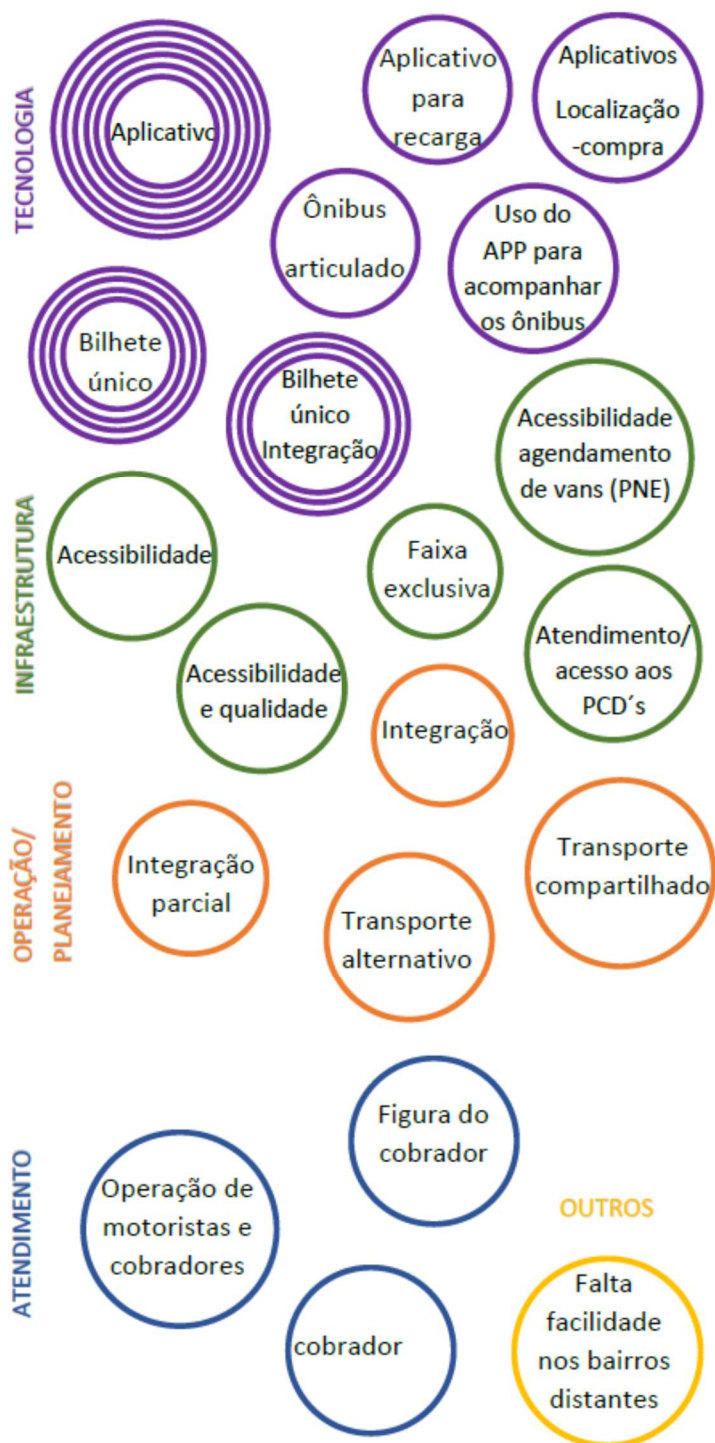 TECNOLOGIA
Aplicativo
Aplicativo
para
recarga
Aplicativos
Localização
-compra
Ônibus
articulado
Uso do
APP para
acompanhar
os ônibus
Bilhete
único
Bilhete
único
Integração
INFRAESTRUTURA
Acessibilidade
agendamento
de vans (PNE)
Acessibilidade
Faixa
exclusiva
Acessibilidade
e qualidade
Atendimento/
acesso aos
PCD´s
OPERAÇÃO/
PLANEJAMENTO
Integração
Integração
parcial
Transporte
alternativo
Transporte
compartilhado
ATENDIMENTO
Figura do
cobrador
Operação de
motoristas e
cobradores
cobrador
OUTROS
Falta
facilidade
nos bairros
distantes